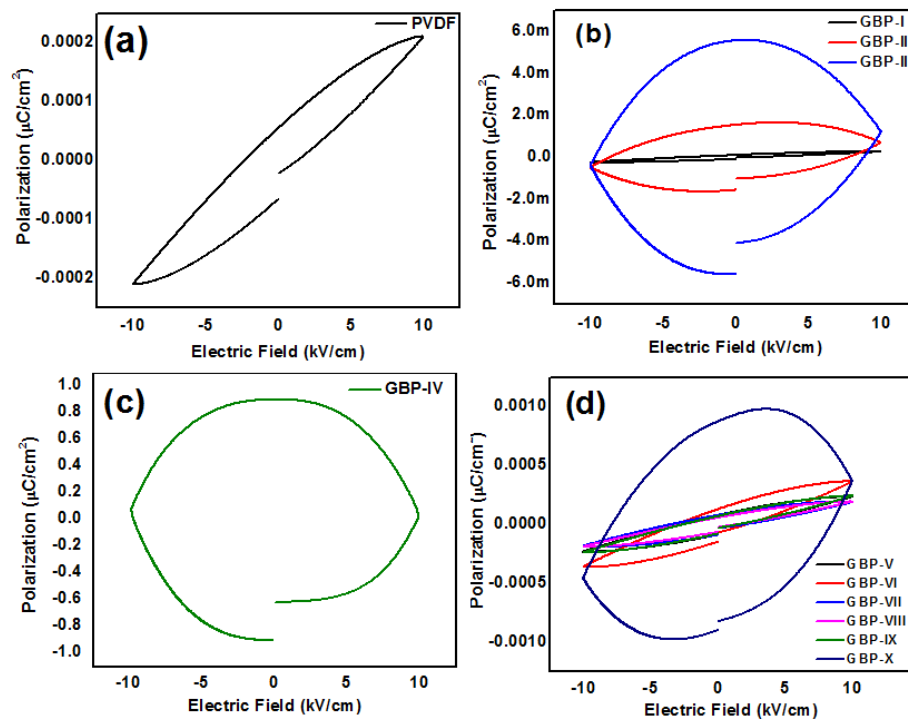 (a)
PVDF
0.0002
0.0001
0.0000
-0.0001
-0.0002
Polarization (μC/cm²)
-10 -5 0 5 10
Electric Field (kV/cm)
(b)
GBP-I
GBP-II
GBP-II
6.0m
4.0m
2.0m
0.0
-2.0m
-4.0m
-6.0m
Polarization (μC/cm²)
-10 -5 0 5 10
Electric Field (kV/cm)
(c)
GBP-IV
1.0
0.8
0.6
0.4
0.2
0.0
-0.2
-0.4
-0.6
-0.8
-1.0
Polarization (μC/cm²)
-10 -5 0 5 10
Electric Field (kV/cm)
(d)
0.0010
0.0005
0.0000
-0.0005
-0.0010
Polarization (μC/cm
GBP-V
GBP-VI
GBP-VII
GBP-VIII
GBP-IX
GBP-X
-10 -5 0 5 10
Electric Field (kV/cm)